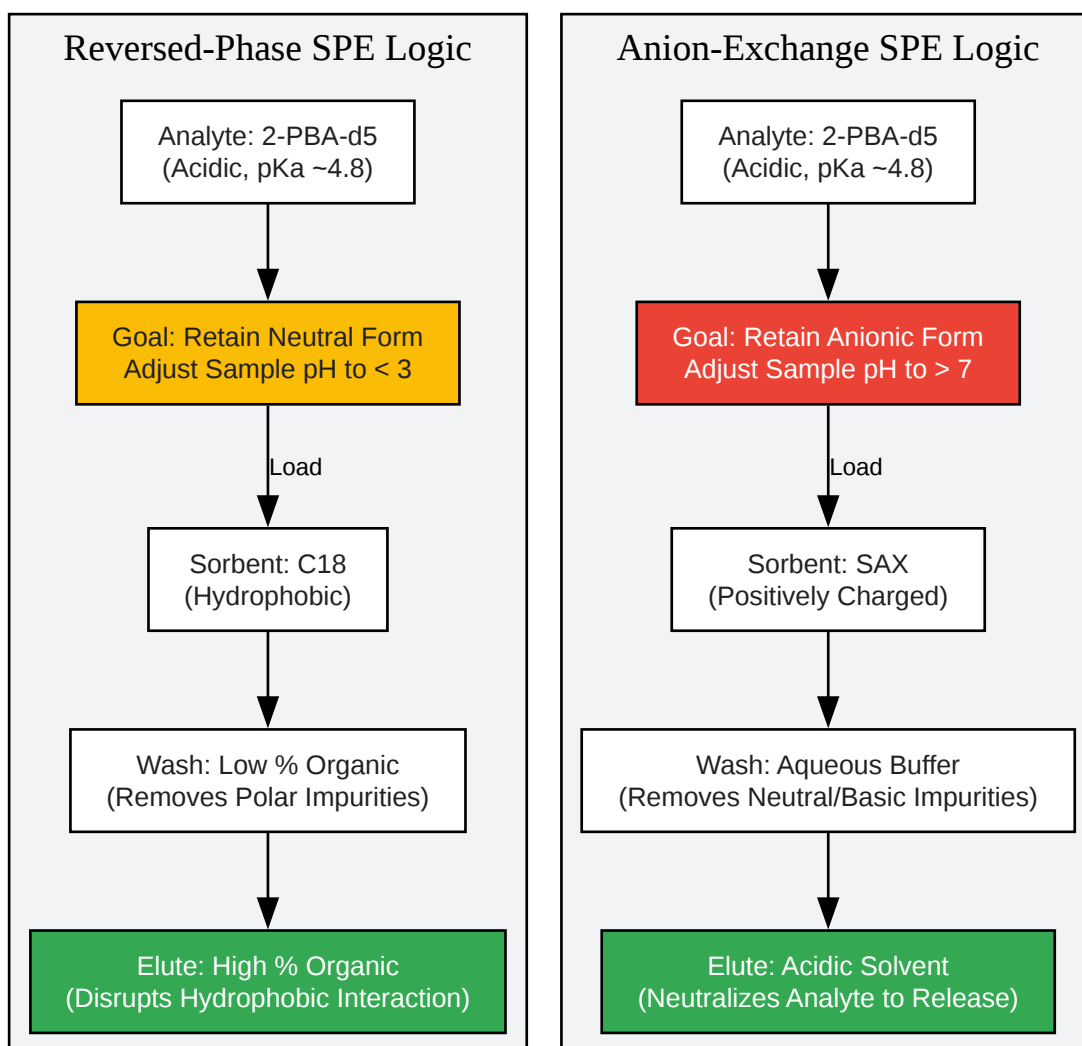 Reversed-Phase SPE Logic
Analyte: 2-PBA-d5
(Acidic, pKa ~4.8)
Goal: Retain Neutral Form
Adjust Sample pH to < 3
Load
Sorbent: C18
(Hydrophobic)
Wash: Low % Organic
(Removes Polar Impurities)
Elute: High % Organic
(Disrupts Hydrophobic Interaction)
Anion-Exchange SPE Logic
Analyte: 2-PBA-d5
(Acidic, pKa ~4.8)
Goal: Retain Anionic Form
Adjust Sample pH to > 7
Load
Sorbent: SAX
(Positively Charged)
Wash: Aqueous Buffer
(Removes Neutral/Basic Impurities)
Elute: Acidic Solvent
(Neutralizes Analyte to Release)